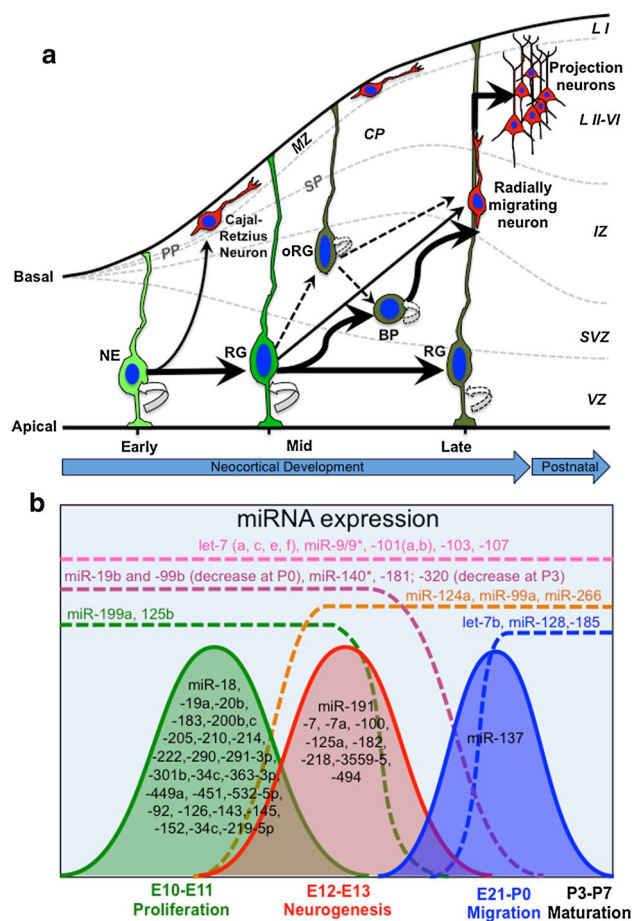 a
L I
Projection
neurons
L II-VI
MZ
CP
SP
PP
Cajal-
Retzius
Neuron
oRG
Radially
migrating
neuron
IZ
Basal
NE
RG
BP
RG
SVZ
VZ
Apical
Early
Mid
Late
Neocortical Development
Postnatal
b
miRNA expression
let-7 (a, c, e, f), miR-9/9*, -101(a,b), -103, -107
miR-19b and -99b (decrease at P0), miR-140*, -181; -320 (decrease at P3)
miR-124a, miR-99a, miR-266
miR-199a, 125b
let-7b, miR-128,-185
miR-18,
-19a, -20b,
-183, -200b,c
-205, -210, -214,
-222, -290, -291-3p,
-301b, -34c, -363-3p,
-449a, -451, -532-5p,
-92, -126, -143, -145,
-152, -34c, -219-5p
miR-191
-7, -7a, -100,
-125a, -182,
-218, -3559-5,
-494
miR-137
E10-E11
Proliferation
E12-E13
Neurogenesis
E21-P0
Migration
P3-P7
Maturation